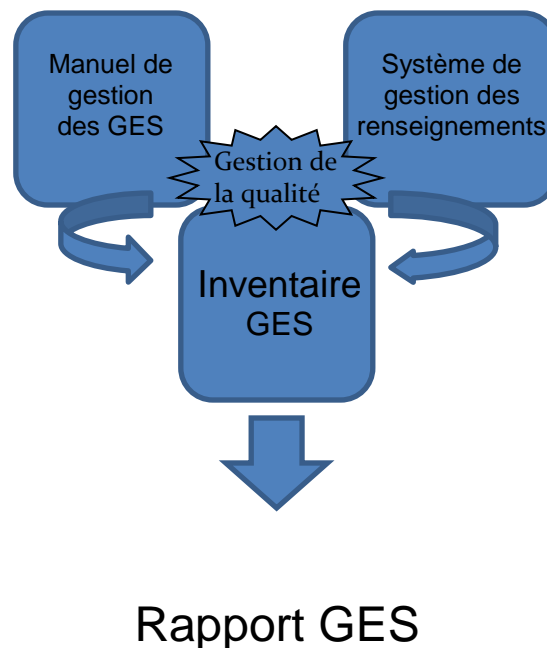 Manuel de
gestion
des GES
Système de
gestion des
renseignements
Gestion de
la qualité
Inventaire
GES
Rapport GES